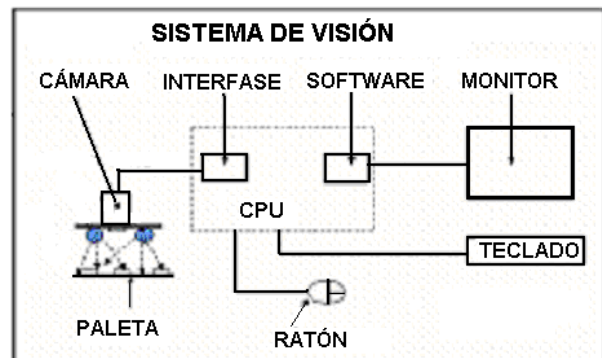 SISTEMA DE VISIÓN
CÁMARA
INTERFASE
SOFTWARE
MONITOR
CPU
TECLADO
PALETA
RATÓN